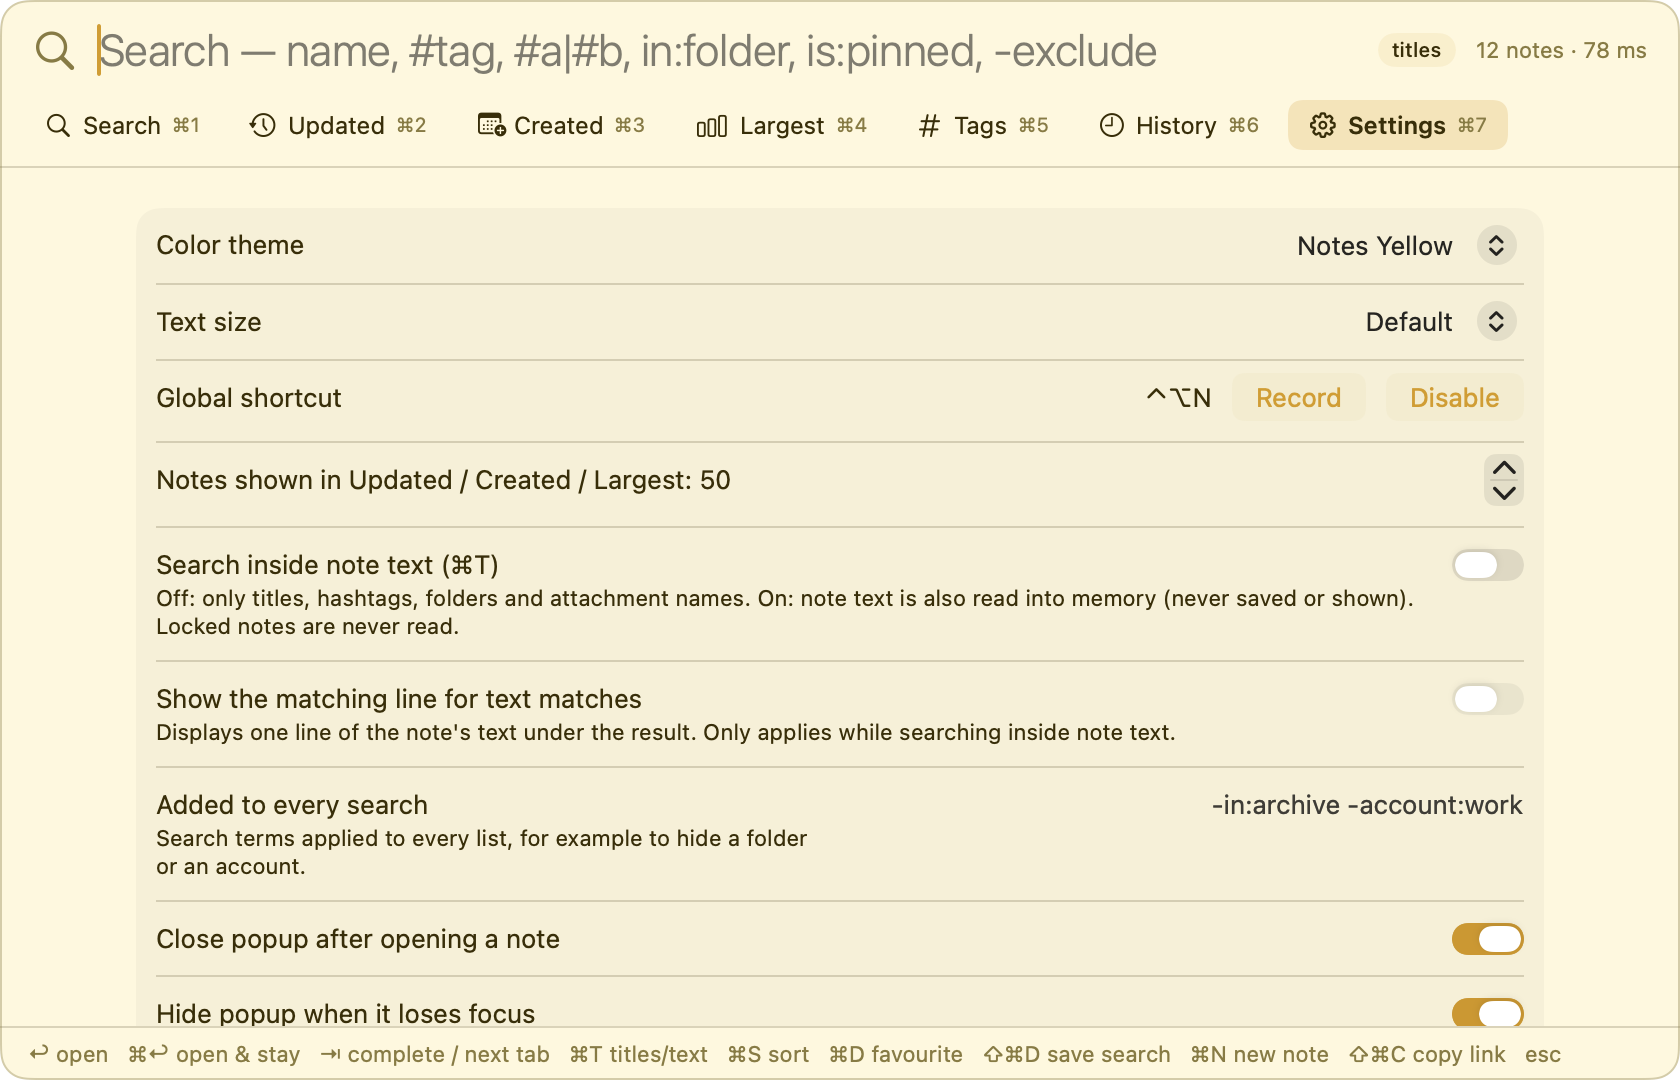 Search — name, #tag, #a|#b, in:folder, is:pinned, -exclude
titles
12 notes · 78 ms
Search ⌘1
Updated ⌘2
Created ⌘3
Largest ⌘4
Tags ⌘5
History ⌘6
Settings ⌘7
Color theme
Notes Yellow
Text size
Default
Global shortcut
^⌥N
Record
Disable
Notes shown in Updated / Created / Largest: 50
Search inside note text (⌘T)
Off: only titles, hashtags, folders and attachment names. On: note text is also read into memory (never saved or shown).
Locked notes are never read.
Show the matching line for text matches
Displays one line of the note's text under the result. Only applies while searching inside note text.
Added to every search
-in:archive -account:work
Search terms applied to every list, for example to hide a folder
or an account.
Close popup after opening a note
Hide popup when it loses focus
↩ open ⌘↩ open & stay ⇥ complete / next tab ⌘T titles/text ⌘S sort ⌘D favourite ⇧⌘D save search ⌘N new note ⇧⌘C copy link esc